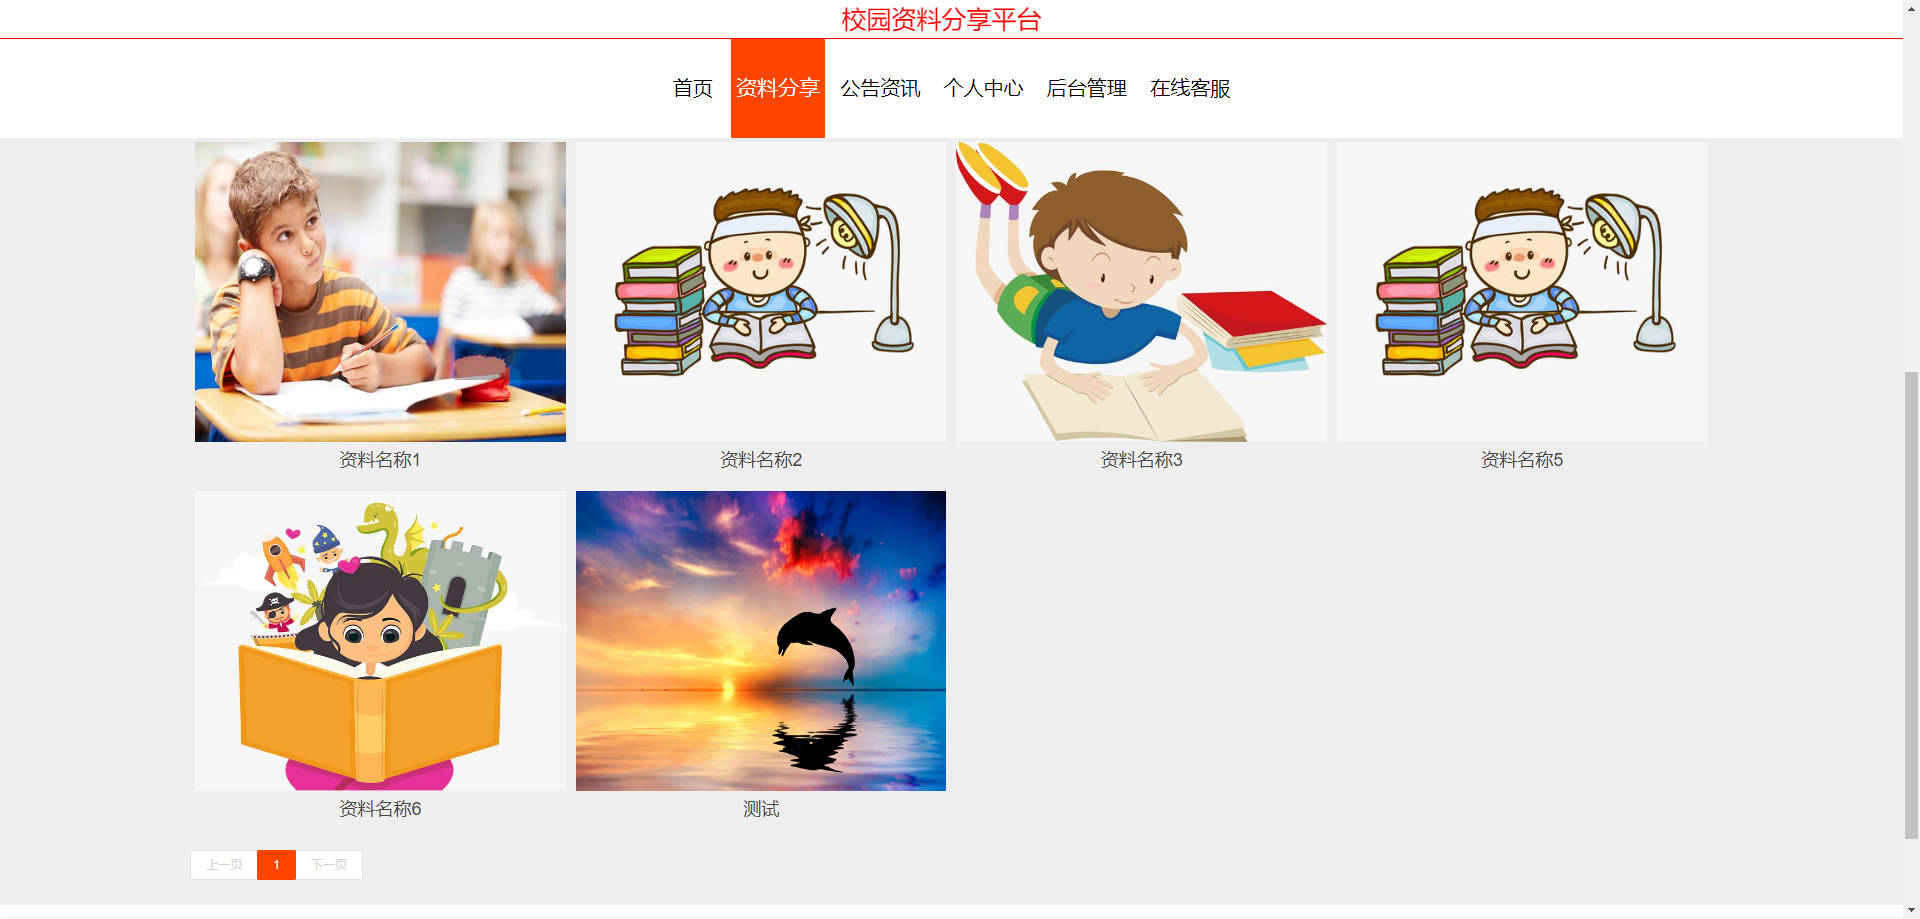 校园资料分享平台
首页 资料分享 公告资讯 个人中心 后台管理 在线客服
资料名称1 资料名称2 资料名称3 资料名称5
资料名称6 测试
上一页 1 下一页